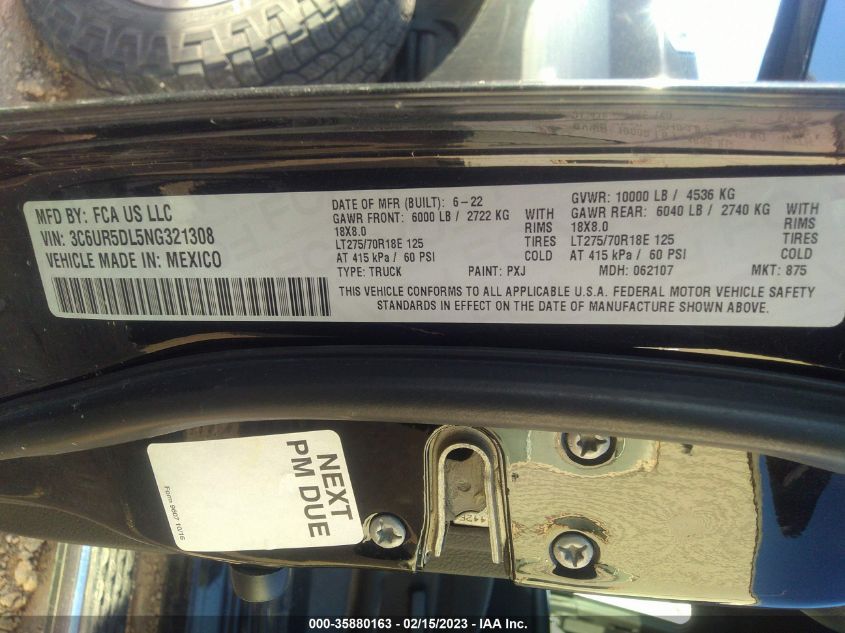 MFD BY: FCA US LLC
VIN: 3C6UR5DL5NG321308
VEHICLE MADE IN: MEXICO
DATE OF MFR (BUILT): 6-22 GVWR: 10000 LB / 4536 KG
GAWR FRONT: 6000 LB / 2722 KG WITH GAWR REAR: 6040 LB / 2740 KG WITH
18X8.0 RIMS 18X8.0 RIMS
LT275/70R18E 125 TIRES LT275/70R18E 125 TIRES
AT 415 kPa / 60 PSI COLD AT 415 kPa / 60 PSI COLD
TYPE: TRUCK PAINT: PXJ MDH: 062107 MKT: 875
THIS VEHICLE CONFORMS TO ALL APPLICABLE U.S.A. FEDERAL MOTOR VEHICLE SAFETY
STANDARDS IN EFFECT ON THE DATE OF MANUFACTURE SHOWN ABOVE.
NEXT
PM DUE
Form 9607 10/16
000-35880163 - 02/15/2023 - IAA Inc.